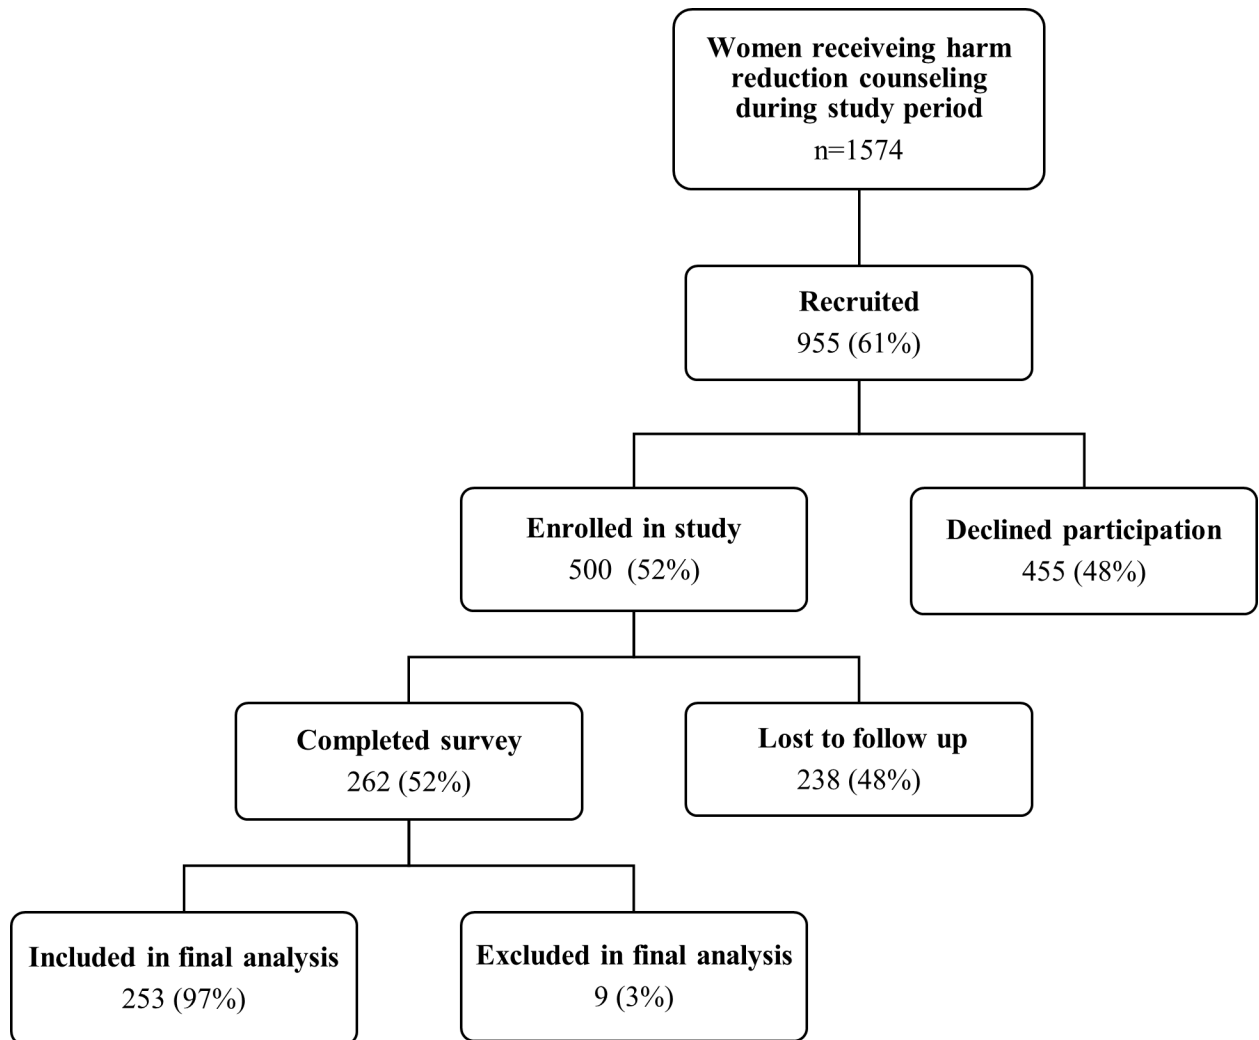 Women receiveing harm
reduction counseling
during study period
n=1574
Recruited
955 (61%)
Enrolled in study
500 (52%)
Declined participation
455 (48%)
Completed survey
262 (52%)
Lost to follow up
238 (48%)
Included in final analysis
253 (97%)
Excluded in final analysis
9 (3%)